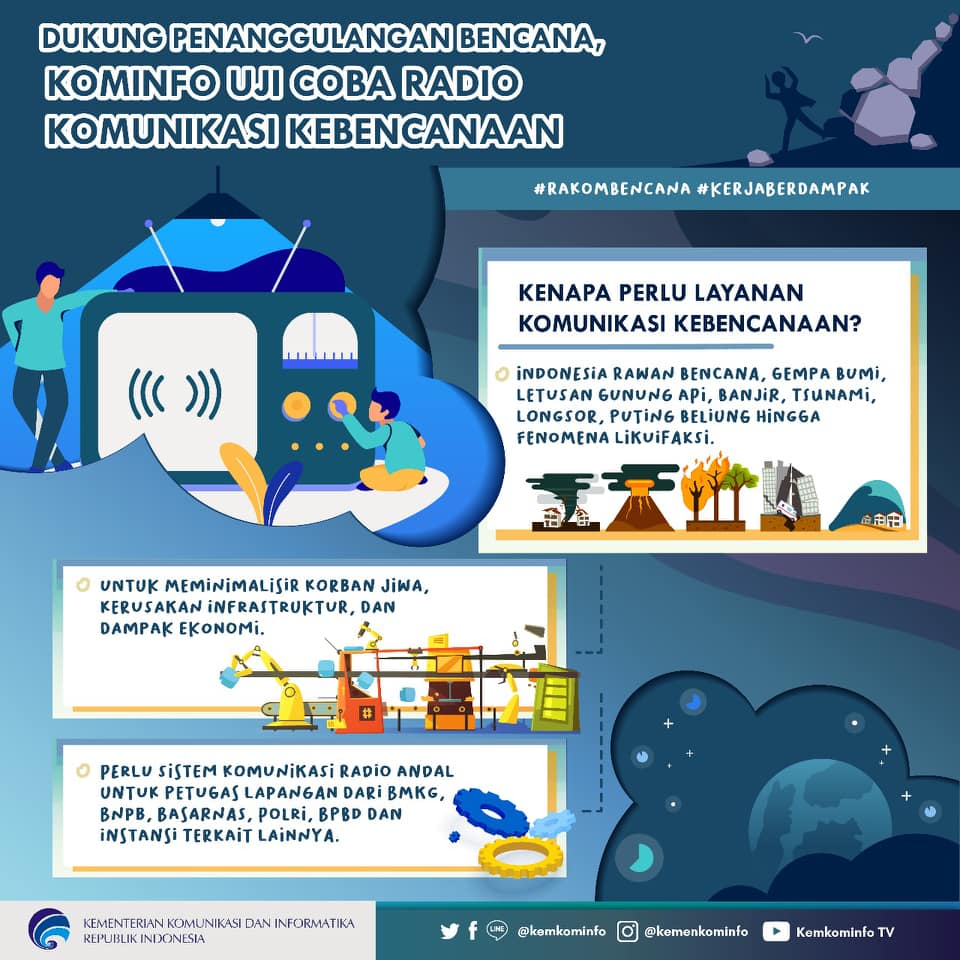 DUKUNG PENANGGULANGAN BENCANA,
KOMINFO UJI COBA RADIO
KOMUNIKASI KEBENCANAAN
#RAKOMBENCANA #KERJABERDAMPAK
KENAPA PERLU LAYANAN
KOMUNIKASI KEBENCANAAN?
INDONESIA RAWAN BENCANA, GEMPA BUMI,
LETUSAN GUNUNG API, BANJIR, TSUNAMI,
LONGSOR, PUTING BELIUNG HINGGA
FENOMENA LIKUIFAKSI.
UNTUK MEMINIMALISIR KORBAN JIWA,
KERUSAKAN INFRASTRUKTUR, DAN
DAMPAK EKONOMI.
PERLU SISTEM KOMUNIKASI RADIO ANDAL
UNTUK PETUGAS LAPANGAN DARI BMKG,
BNPB, BASARNAS, POLRI, BPBD DAN
INSTANSI TERKAIT LAINNYA.
KEMENTERIAN KOMUNIKASI DAN INFORMATIKA
REPUBLIK INDONESIA
LINE @kemkominfo @kemenkominfo Kemkominfo TV